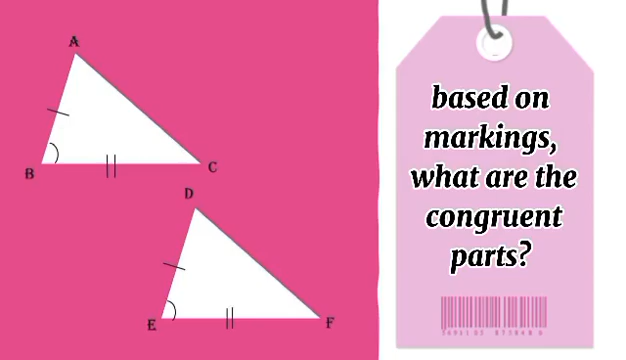 A
B
C
D
E
F
based on
markings,
what are the
congruent
parts?